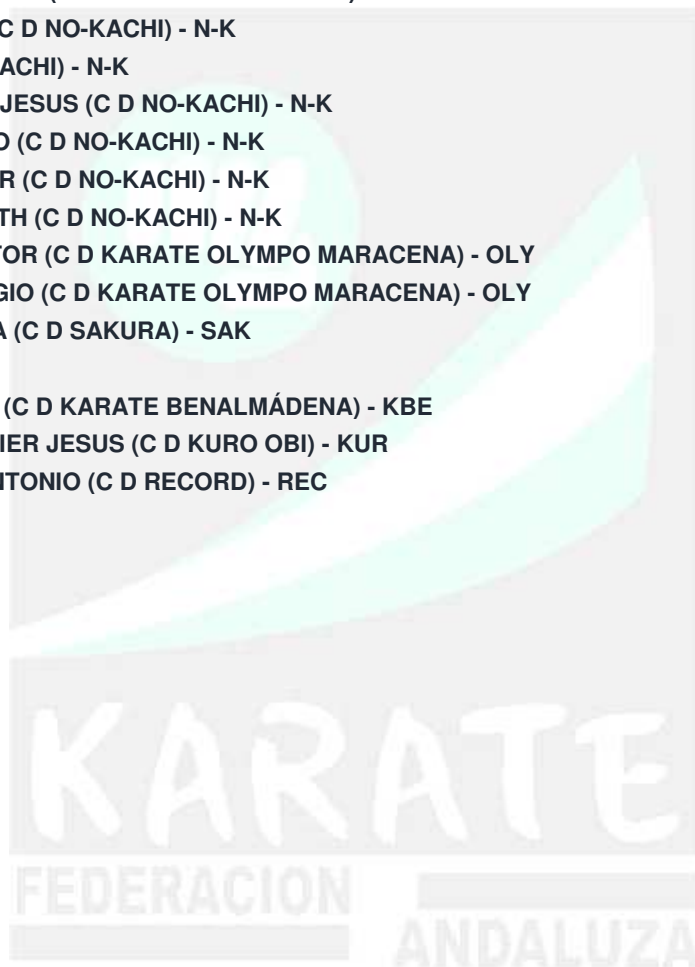 C D NO-KACHI) - N-K
ACHI) - N-K
JESUS (C D NO-KACHI) - N-K
O (C D NO-KACHI) - N-K
R (C D NO-KACHI) - N-K
TH (C D NO-KACHI) - N-K
TOR (C D KARATE OLYMPO MARACENA) - OLY
GIO (C D KARATE OLYMPO MARACENA) - OLY
A (C D SAKURA) - SAK
(C D KARATE BENALMÁDENA) - KBE
IER JESUS (C D KURO OBI) - KUR
NTONIO (C D RECORD) - REC
KARATE
FEDERACION
ANDALUZA